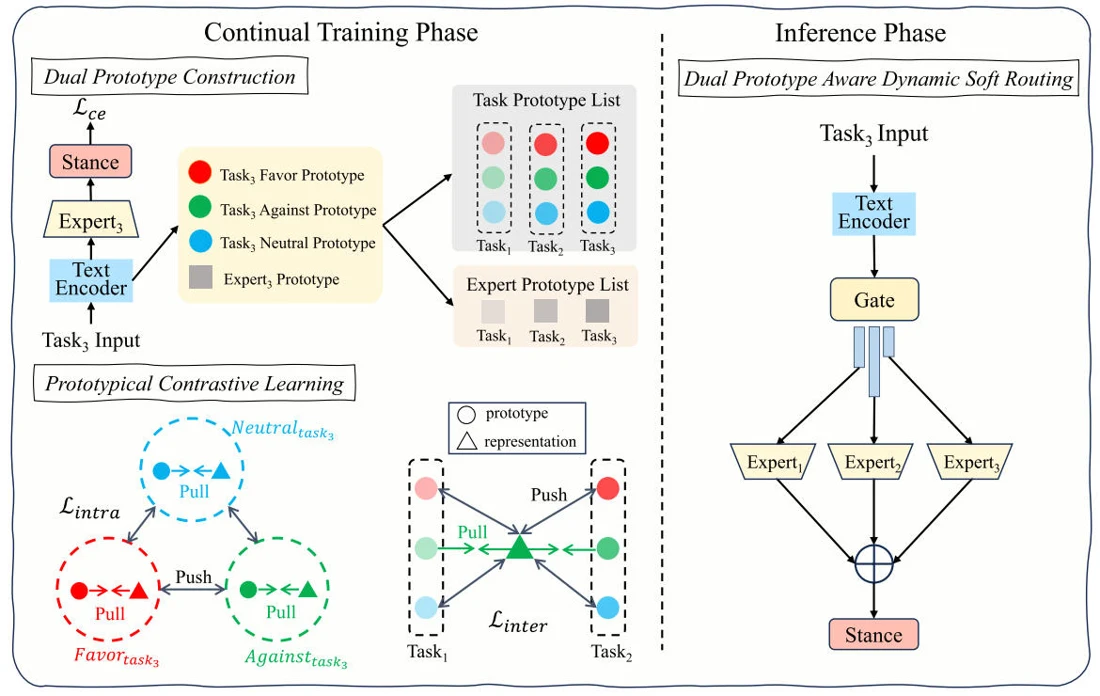 Continual Training Phase
Dual Prototype Construction
ℒce
Stance
Expert3
Text
Encoder
Task3 Input
Task3 Favor Prototype
Task3 Against Prototype
Task3 Neutral Prototype
Expert3 Prototype
Task Prototype List
Task1 Task2 Task3
Expert Prototype List
Task1 Task2 Task3
Prototypical Contrastive Learning
Neutraltask3
Pull
ℒintra
Push
Pull
Pull
Favortask3
Againsttask3
prototype
representation
Push
Pull
ℒinter
Task1
Task2
Inference Phase
Dual Prototype Aware Dynamic Soft Routing
Task3 Input
Text
Encoder
Gate
Expert1 Expert2 Expert3
Stance